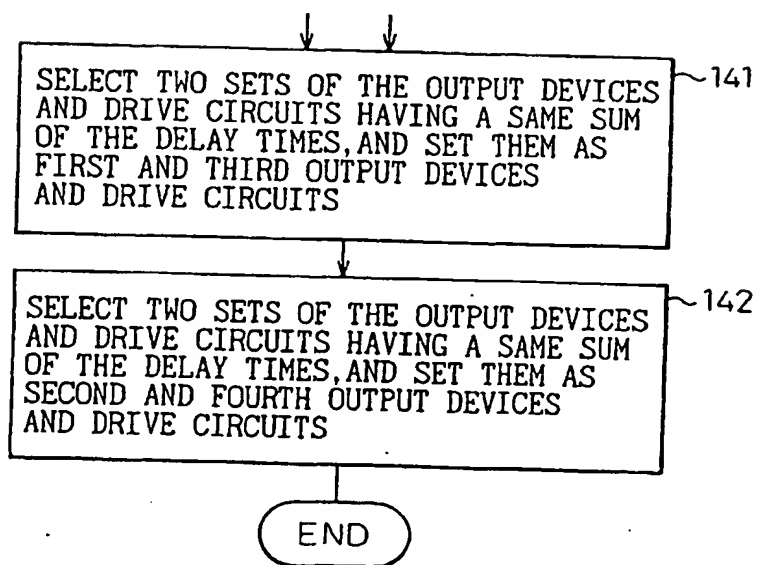 SELECT TWO SETS OF THE OUTPUT DEVICES
AND DRIVE CIRCUITS HAVING A SAME SUM
OF THE DELAY TIMES, AND SET THEM AS
FIRST AND THIRD OUTPUT DEVICES
AND DRIVE CIRCUITS
141
SELECT TWO SETS OF THE OUTPUT DEVICES
AND DRIVE CIRCUITS HAVING A SAME SUM
OF THE DELAY TIMES, AND SET THEM AS
SECOND AND FOURTH OUTPUT DEVICES
AND DRIVE CIRCUITS
142
END